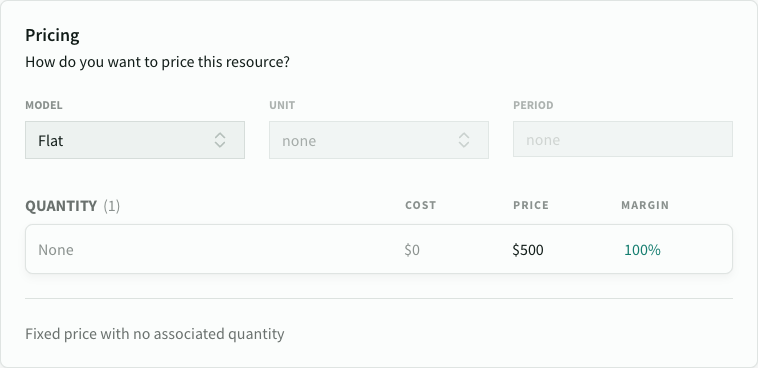 Pricing
How do you want to price this resource?
MODEL UNIT PERIOD
Flat none none
QUANTITY (1) COST PRICE MARGIN
None $0 $500 100%
Fixed price with no associated quantity